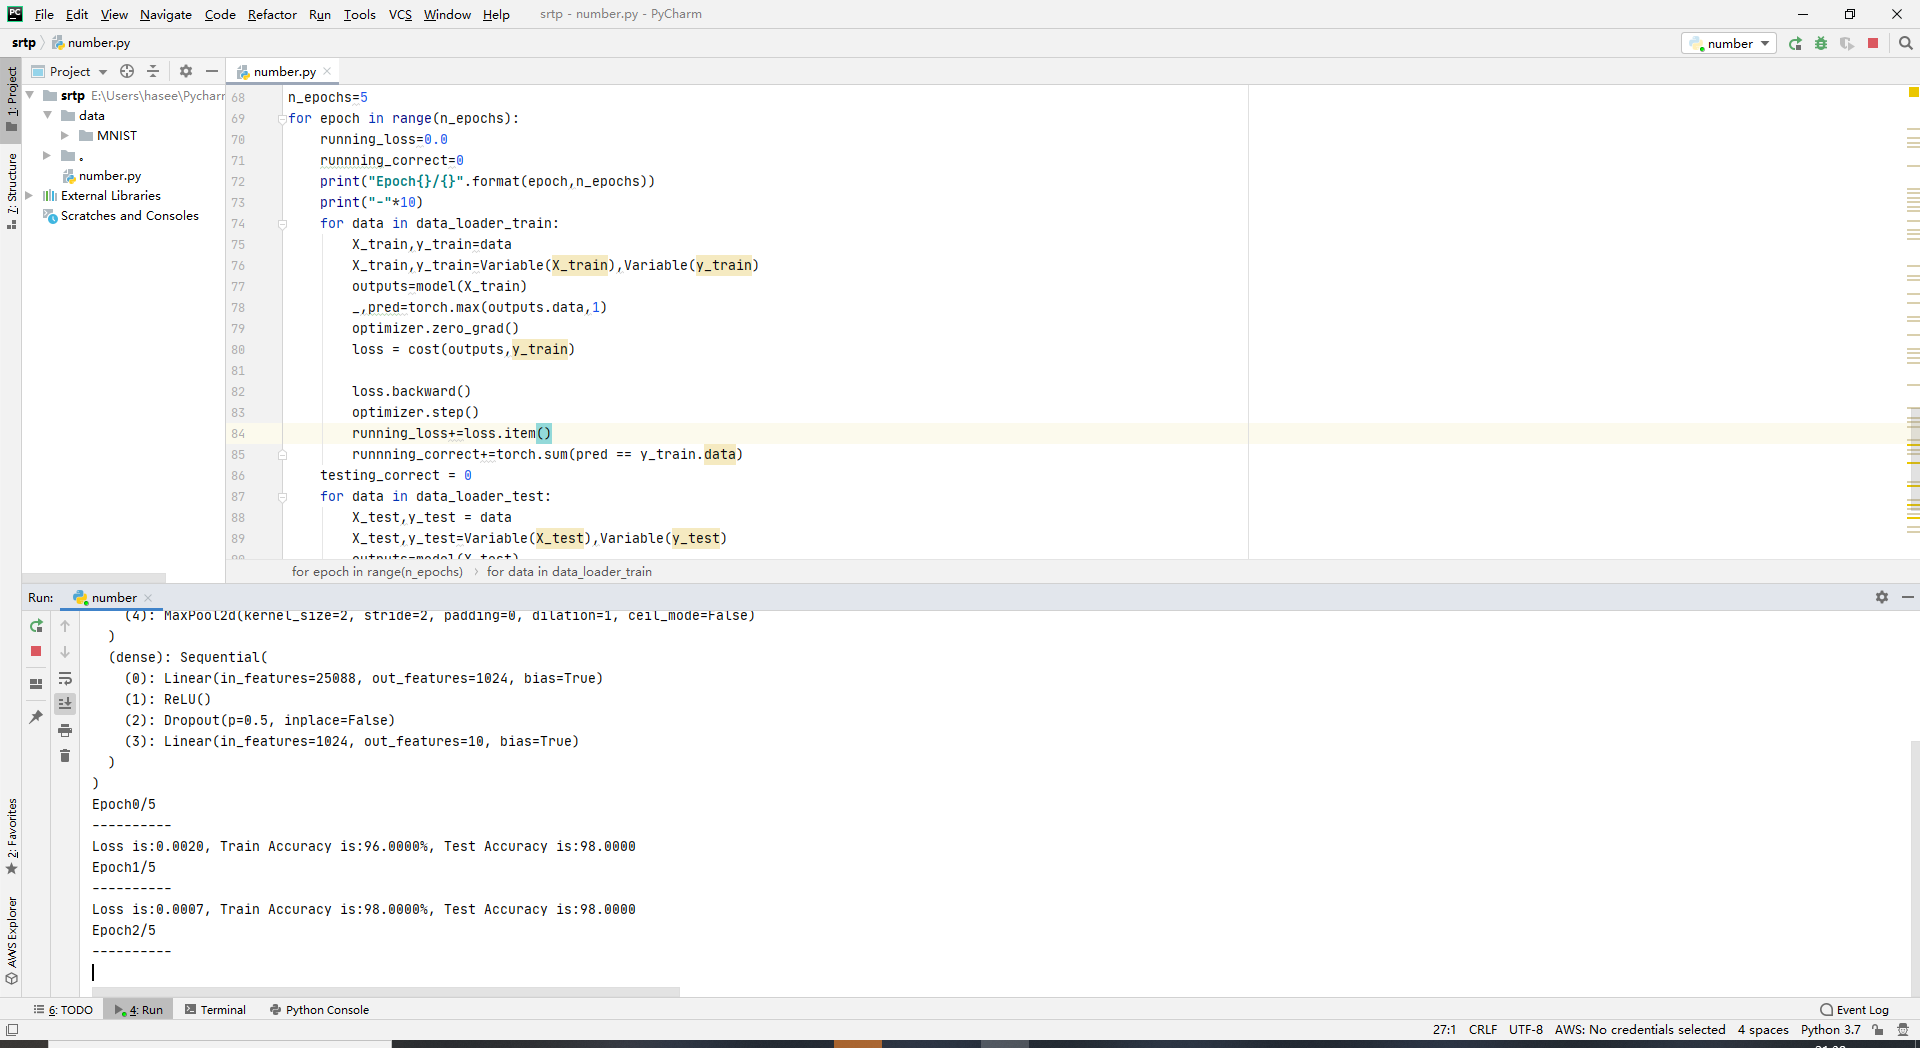 PC File Edit View Navigate Code Refactor Run Tools VCS Window Help srtp - number.py - PyCharm
srtp number.py
number
Project
number.py
1: Project
7: Structure
2: Favorites
AWS Explorer
srtp E:\Users\hasee\Pycharm
data
MNIST
。
number.py
External Libraries
Scratches and Consoles
68 n_epochs=5
69 for epoch in range(n_epochs):
70 running_loss=0.0
71 runnning_correct=0
72 print("Epoch{}/{}".format(epoch,n_epochs))
73 print("-"*10)
74 for data in data_loader_train:
75 X_train,y_train=data
76 X_train,y_train=Variable(X_train),Variable(y_train)
77 outputs=model(X_train)
78 _,pred=torch.max(outputs.data,1)
79 optimizer.zero_grad()
80 loss = cost(outputs,y_train)
81
82 loss.backward()
83 optimizer.step()
84 running_loss+=loss.item()
85 runnning_correct+=torch.sum(pred == y_train.data)
86 testing_correct = 0
87 for data in data_loader_test:
88 X_test,y_test = data
89 X_test,y_test=Variable(X_test),Variable(y_test)
90 outputs=model(X_test)
for epoch in range(n_epochs) for data in data_loader_train
Run: number
(4): MaxPool2d(kernel_size=2, stride=2, padding=0, dilation=1, ceil_mode=False)
)
(dense): Sequential(
(0): Linear(in_features=25088, out_features=1024, bias=True)
(1): ReLU()
(2): Dropout(p=0.5, inplace=False)
(3): Linear(in_features=1024, out_features=10, bias=True)
)
)
Epoch0/5
----------
Loss is:0.0020, Train Accuracy is:96.0000%, Test Accuracy is:98.0000
Epoch1/5
----------
Loss is:0.0007, Train Accuracy is:98.0000%, Test Accuracy is:98.0000
Epoch2/5
----------
6: TODO 4: Run Terminal Python Console Event Log
27:1 CRLF UTF-8 AWS: No credentials selected 4 spaces Python 3.7